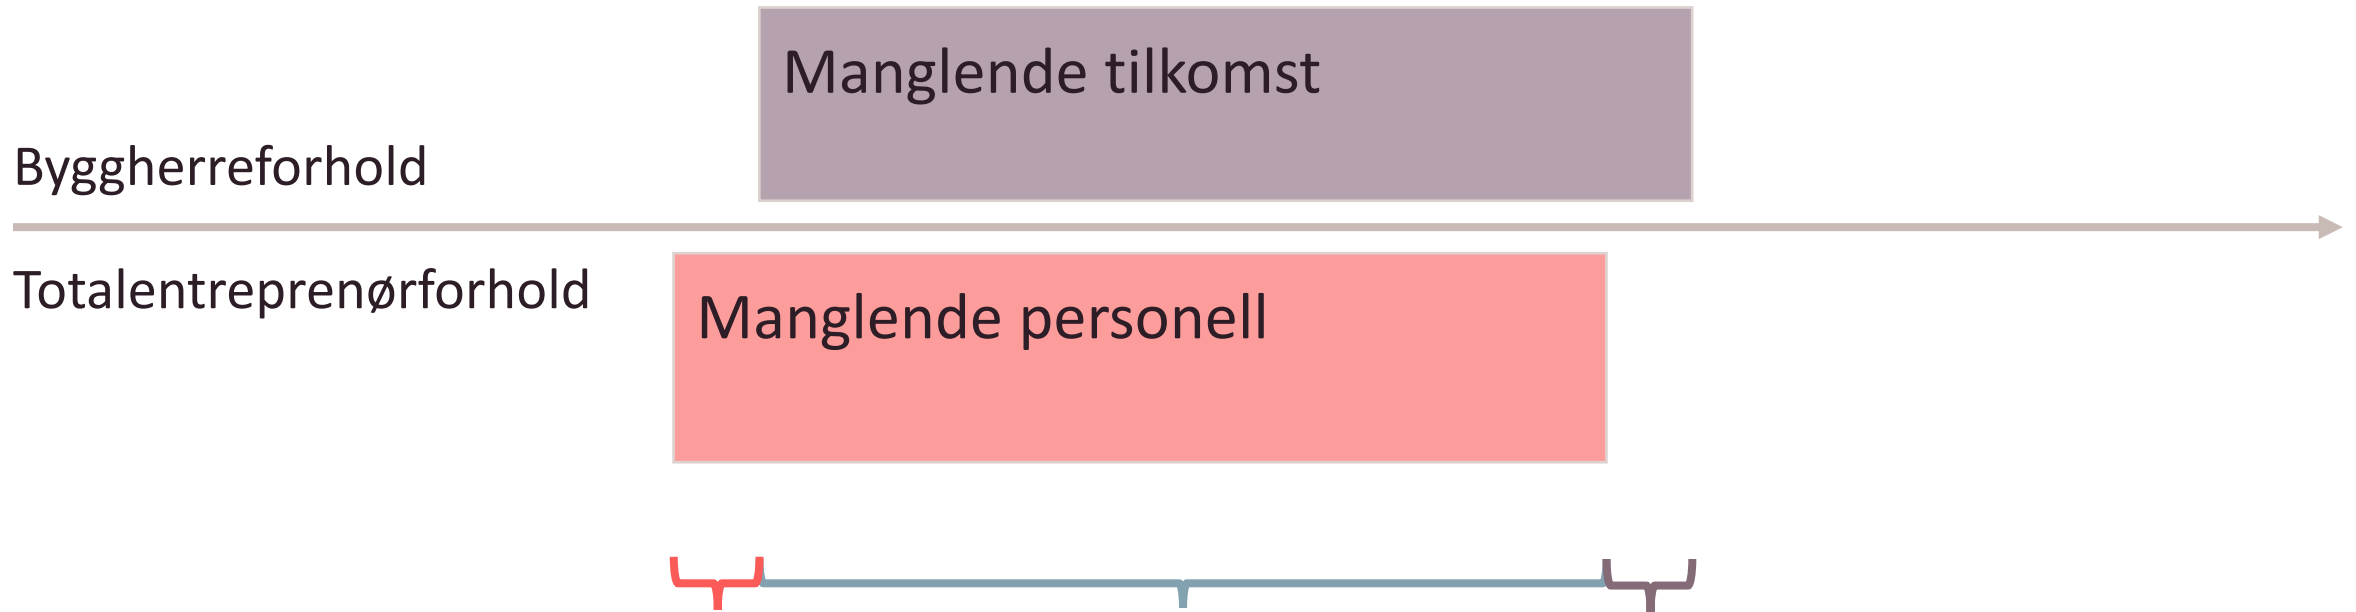 Manglende tilkomst
Byggherreforhold
Totalentreprenørforhold
Manglende personell